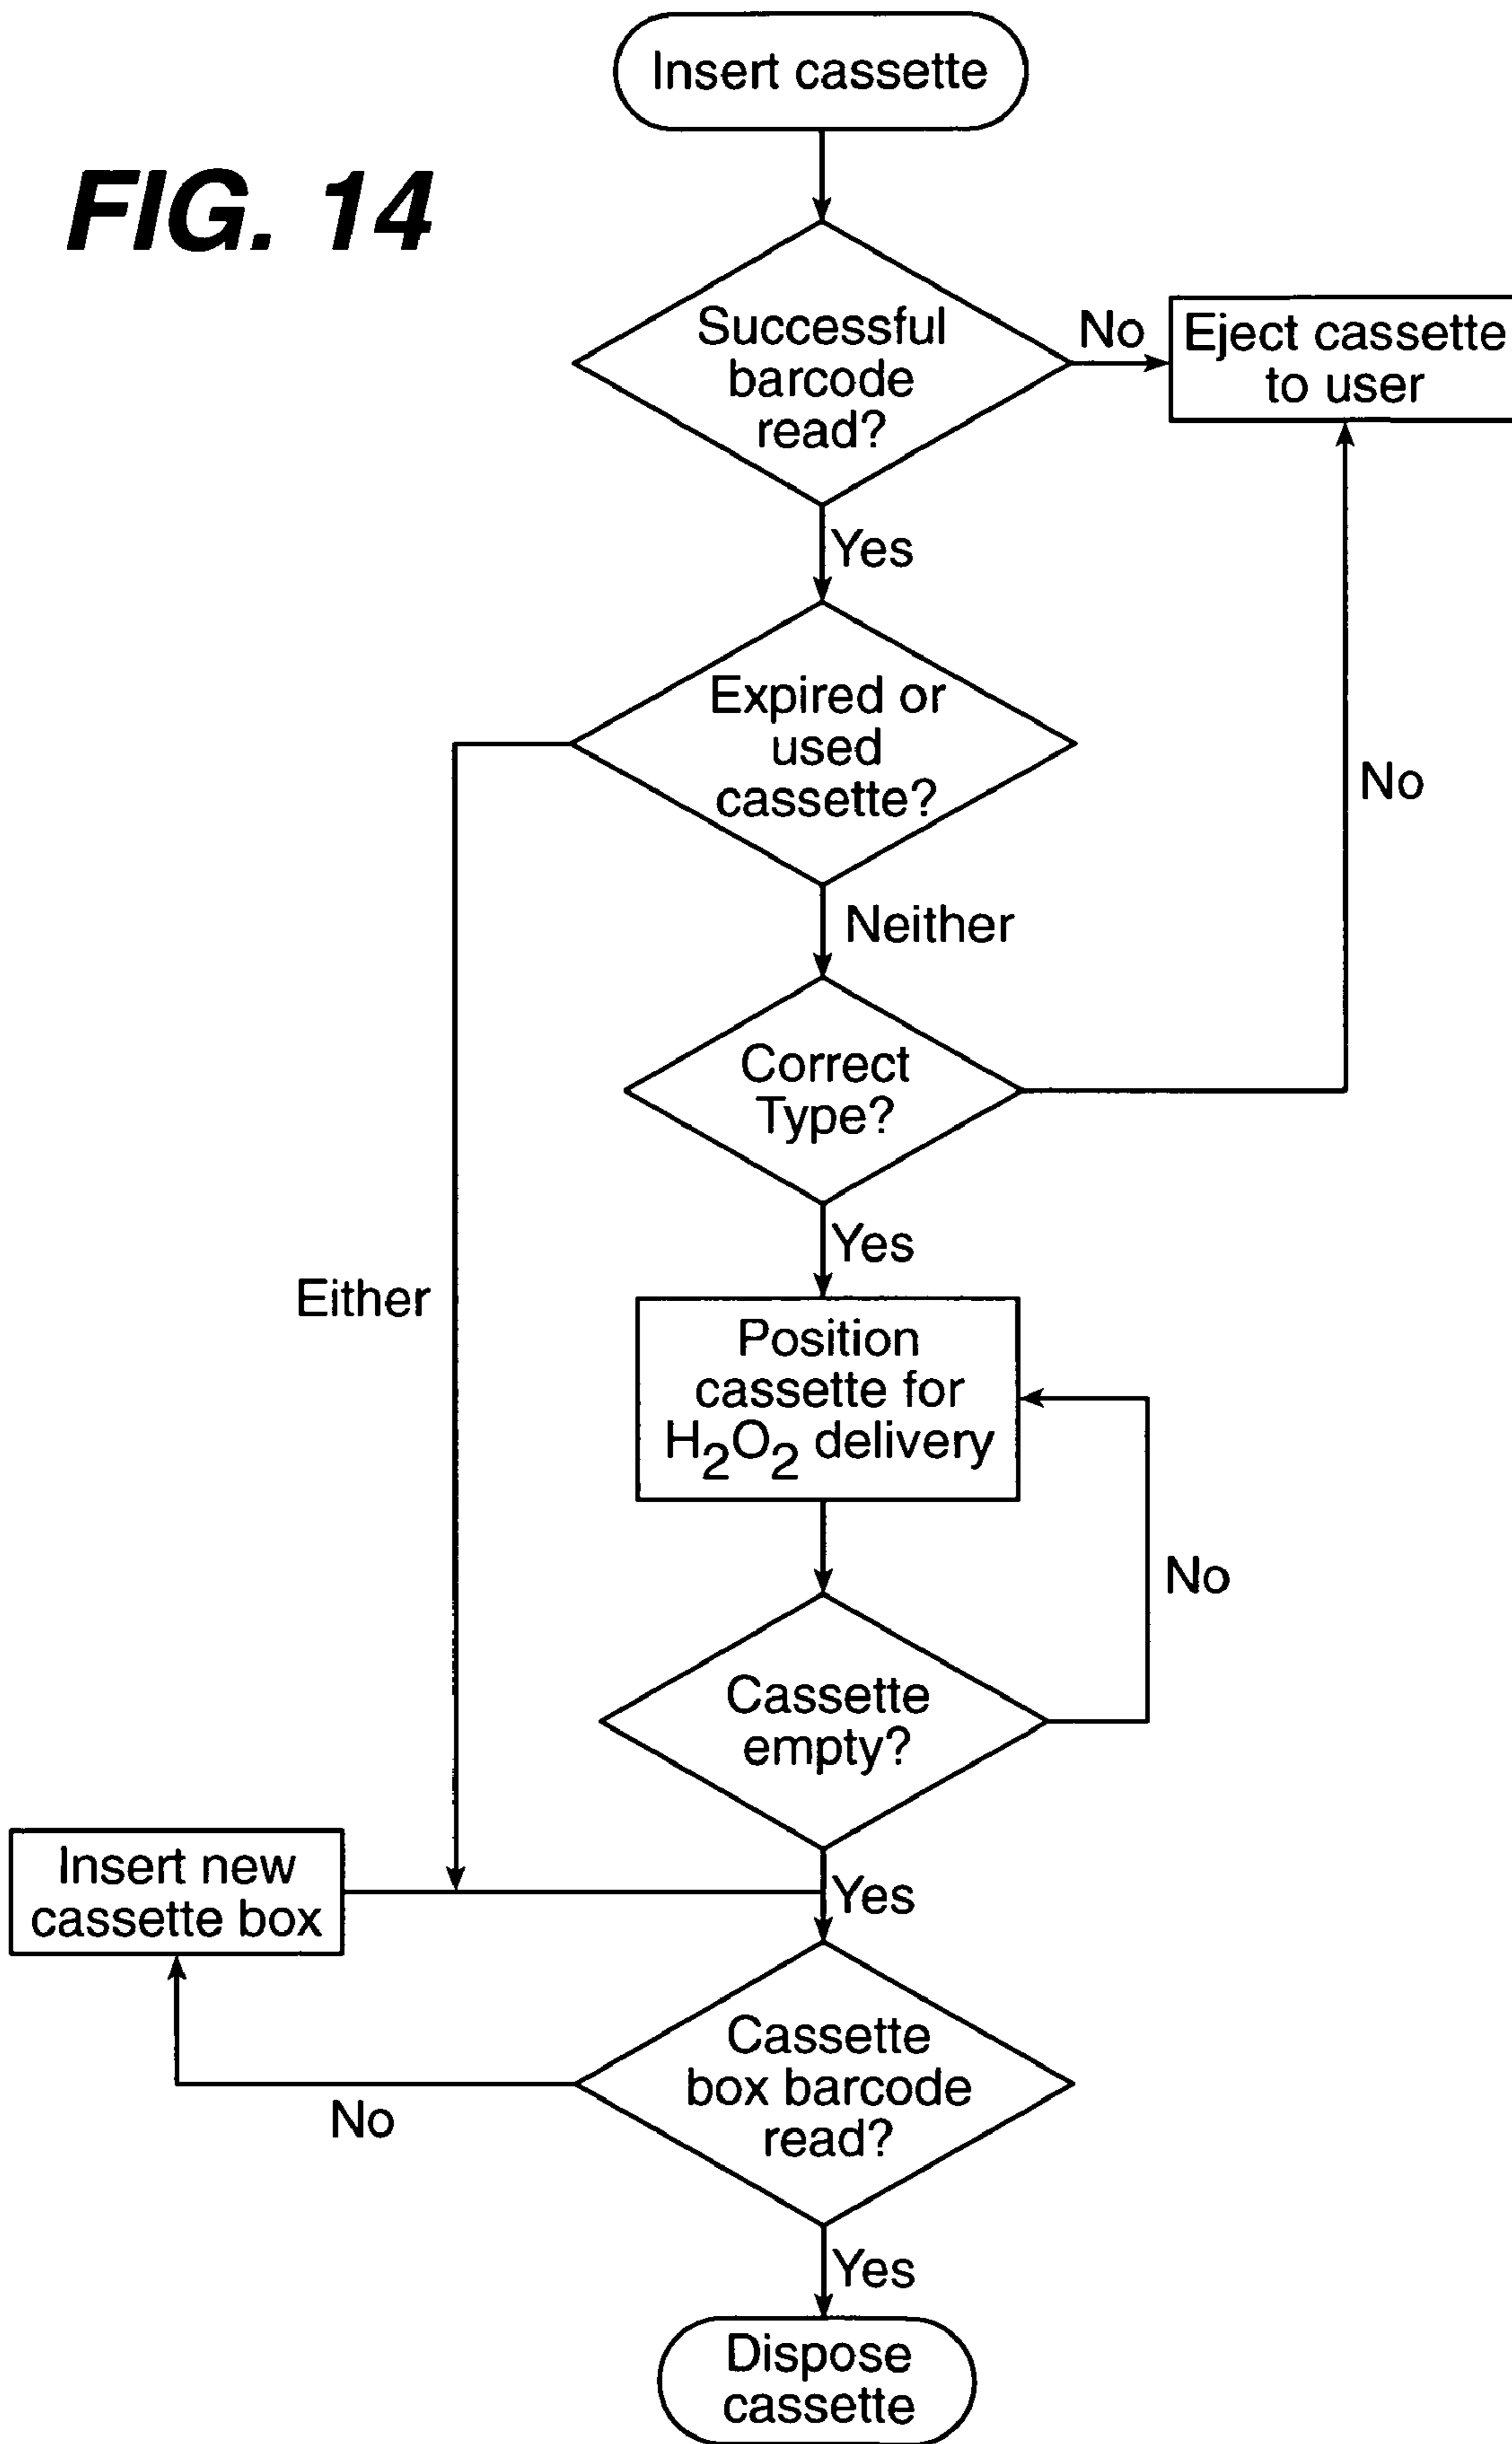 Insert cassette
FIG. 14
Successful
barcode
read?
No
Eject cassette
to user
Yes
Expired or
used
cassette?
No
Neither
Correct
Type?
Yes
Either
Position
cassette for
H₂O₂ delivery
No
Cassette
empty?
Insert new
cassette box
Yes
Cassette
box barcode
read?
No
Yes
Dispose
cassette